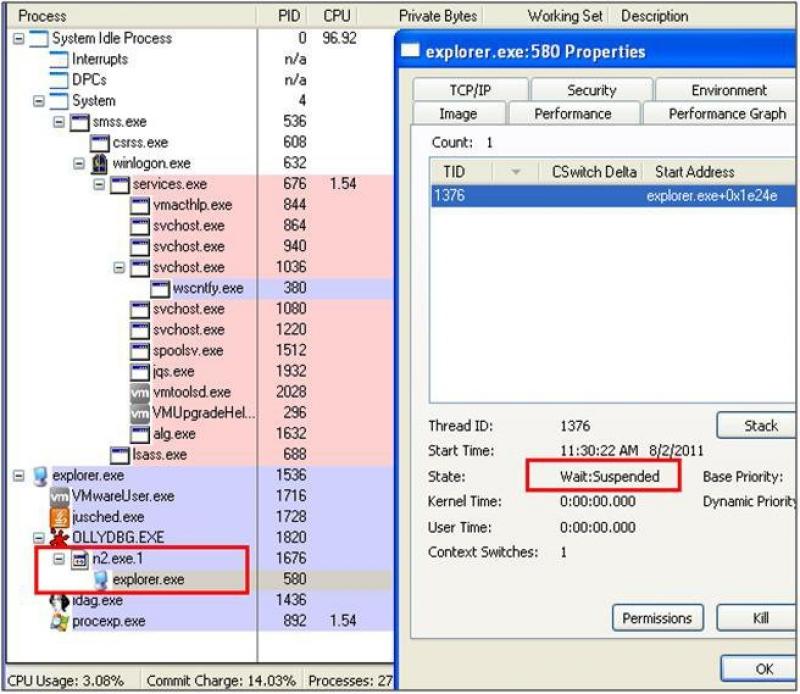 Process PID CPU Private Bytes Working Set Description
System Idle Process 0 96.92
Interrupts n/a
DPCs n/a
System 4
smss.exe 536
csrss.exe 608
winlogon.exe 632
services.exe 676 1.54
vmacthlp.exe 844
svchost.exe 864
svchost.exe 940
svchost.exe 1036
wscntfy.exe 380
svchost.exe 1080
svchost.exe 1220
spoolsv.exe 1512
jqs.exe 1932
vmtoolsd.exe 2028
VMUpgradeHel... 296
alg.exe 1632
lsass.exe 688
explorer.exe 1536
VMwareUser.exe 1716
jusched.exe 1728
OLLYDBG.EXE 1820
n2.exe.1 1676
explorer.exe 580
idag.exe 1436
procexp.exe 892 1.54
CPU Usage: 3.08% Commit Charge: 14.03% Processes: 27
explorer.exe:580 Properties
TCP/IP Security Environment
Image Performance Performance Graph
Count: 1
TID CSwitch Delta Start Address
1376 explorer.exe+0x1e24e
Thread ID: 1376 Stack
Start Time: 11:30:22 AM 8/2/2011
State: Wait:Suspended Base Priority:
Kernel Time: 0:00:00.000 Dynamic Priority
User Time: 0:00:00.000
Context Switches: 1
Permissions Kill
OK